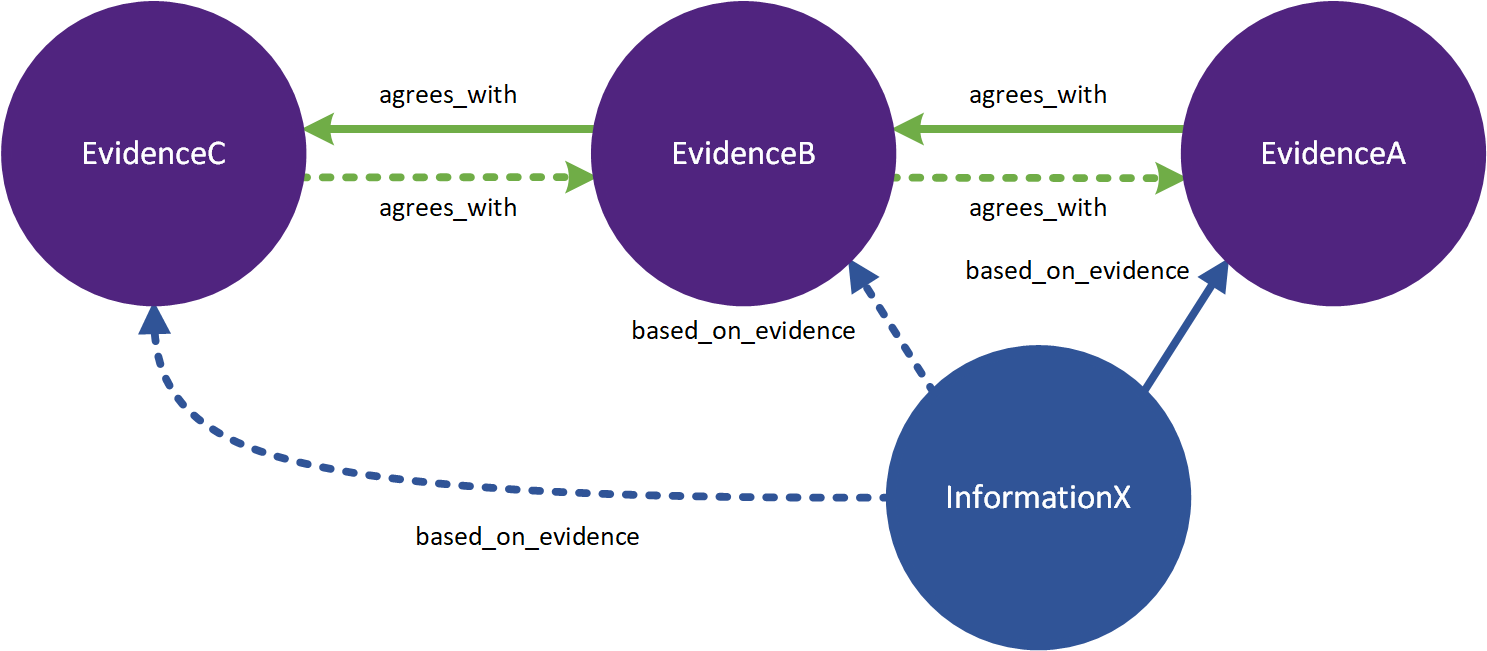 agrees_with
agrees_with
EvidenceC
EvidenceB
EvidenceA
agrees_with
agrees_with
based_on_evidence
based_on_evidence
InformationX
based_on_evidence